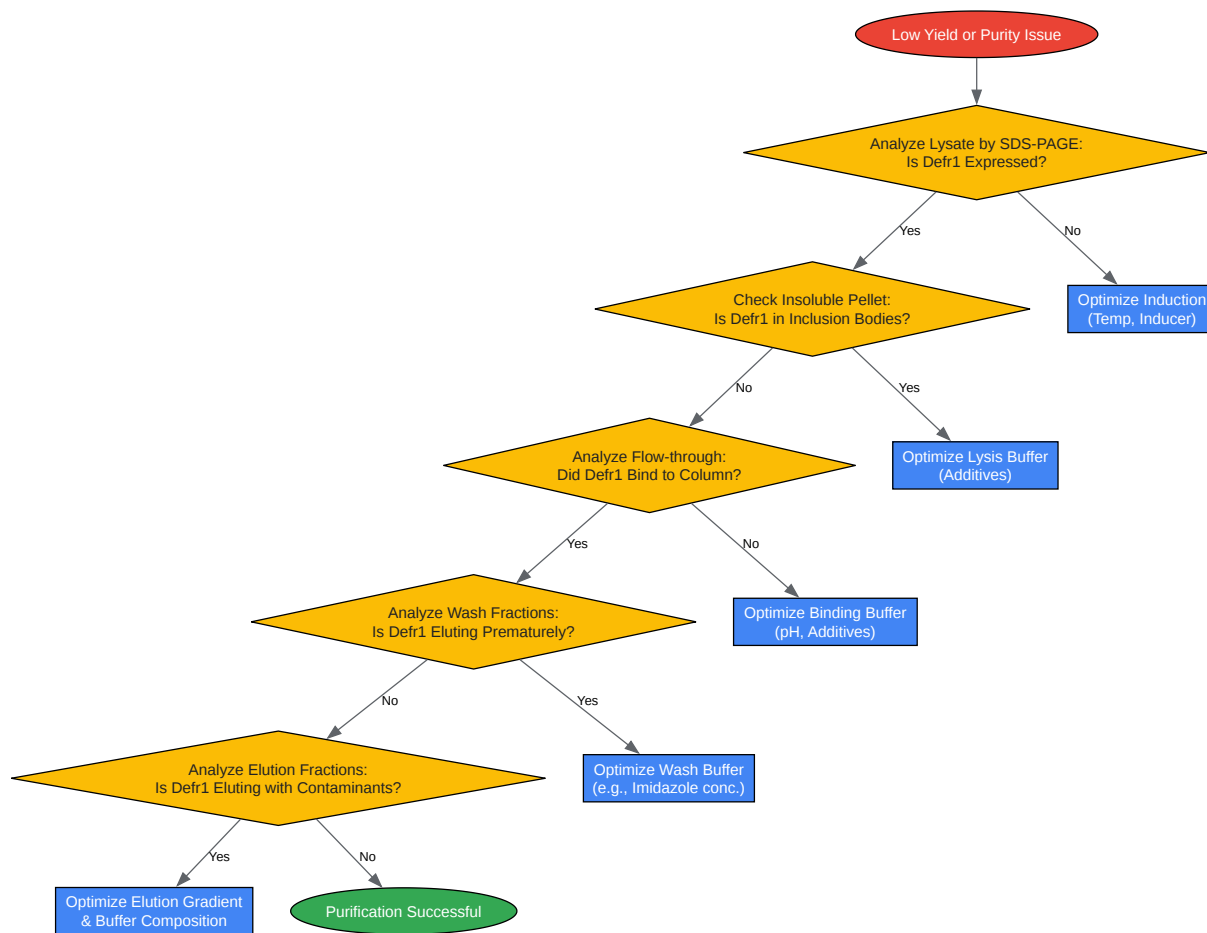 Low Yield or Purity Issue
Analyze Lysate by SDS-PAGE:
Is Defr1 Expressed?
Yes
No
Check Insoluble Pellet:
Is Defr1 in Inclusion Bodies?
Optimize Induction
(Temp, Inducer)
No
Yes
Analyze Flow-through:
Did Defr1 Bind to Column?
Optimize Lysis Buffer
(Additives)
Yes
No
Analyze Wash Fractions:
Is Defr1 Eluting Prematurely?
Optimize Binding Buffer
(pH, Additives)
No
Yes
Analyze Elution Fractions:
Is Defr1 Eluting with Contaminants?
Optimize Wash Buffer
(e.g., Imidazole conc.)
Yes
No
Optimize Elution Gradient
& Buffer Composition
Purification Successful